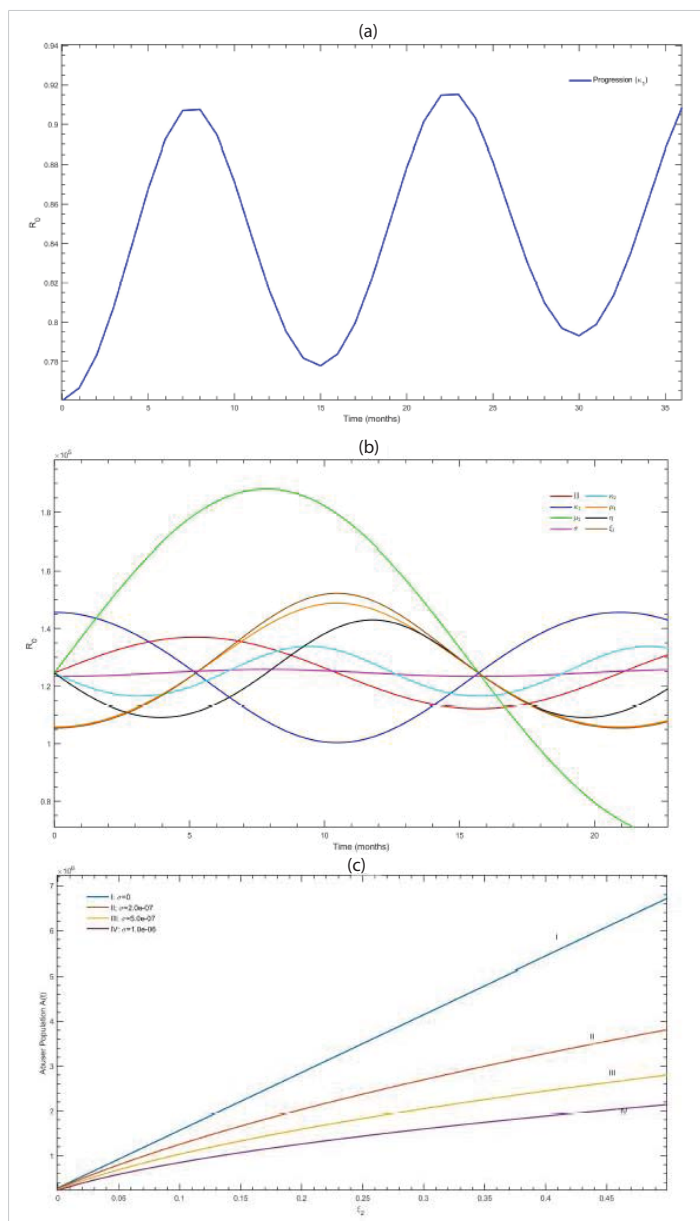 (a)
0.94
0.92
0.9
0.88
0.86
0.84
0.82
0.8
0.78
R₀
Progression (κ₁)
0 5 10 15 20 25 30 35
Time (months)
(b)
1.8
1.6
1.4
1.2
1
0.8
R₀
η
0 5 10 15 20
Time (months)
(c)
7
6
5
4
3
2
1
Abuser Population A(t)
I: σ=0
II: σ=2.0e-07
III: σ=5.0e-07
IV: σ=1.0e-06
I
II
III
IV
0 0.05 0.1 0.15 0.2 0.25 0.3 0.35 0.4 0.45
ξ₂